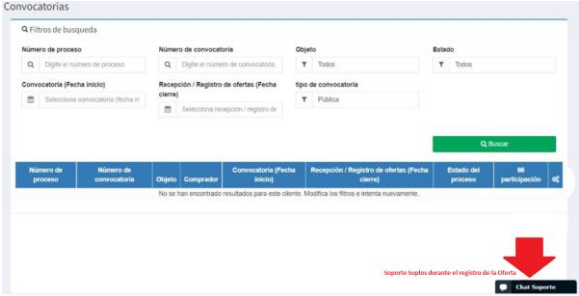 Convocatorias
Filtros de busqueda
Número de proceso Número de convocatoria Objeto Estado
Digite el número de proceso Digite el número de convocatoria Todos Todos
Convocatoria (Fecha inicio) Recepción / Registro de ofertas (Fecha cierre) tipo de convocatoria
Selecciona convocatoria (fecha in Selecciona recepción / registro de Pública
Buscar
Número de proceso Número de convocatoria Objeto Comprador Convocatoria (Fecha inicio) Recepción / Registro de ofertas (Fecha cierre) Estado del proceso Mi participación
No se han encontrado resultados para este cliente. Modifica los filtros e intenta nuevamente.
Soporte Suplos durante el registro de la Oferta
Chat Soporte